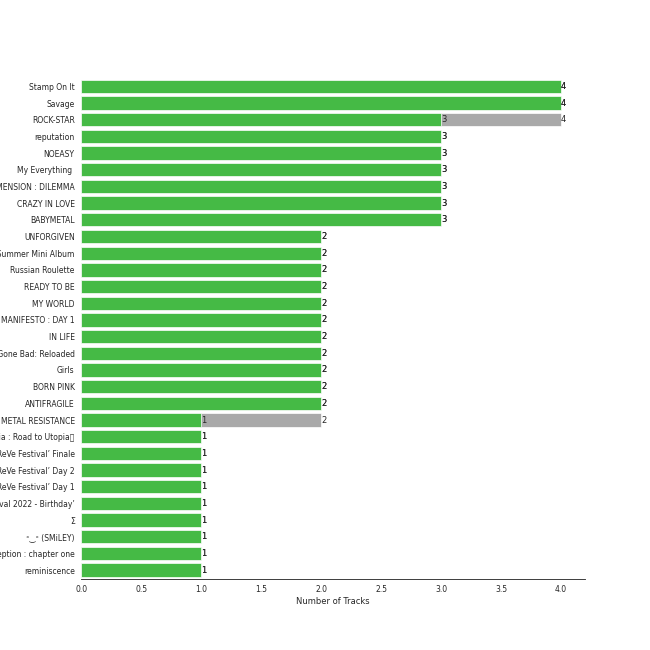 Stamp On It 4
Savage 4
ROCK-STAR 3 4
reputation 3
NOEASY 3
My Everything 3
MENSION : DILEMMA 3
CRAZY IN LOVE 3
BABYMETAL 3
UNFORGIVEN 2
Summer Mini Album 2
Russian Roulette 2
READY TO BE 2
MY WORLD 2
MANIFESTO : DAY 1 2
IN LIFE 2
Gone Bad: Reloaded 2
Girls 2
BORN PINK 2
ANTIFRAGILE 2
METAL RESISTANCE 1 2
a : Road to Utopia 1
ReVe Festival’ Finale 1
ReVe Festival’ Day 2 1
ReVe Festival’ Day 1 1
val 2022 - Birthday’ 1
Σ 1
(SMiLEY) 1
eption : chapter one 1
reminiscence 1
0.0 0.5 1.0 1.5 2.0 2.5 3.0 3.5 4.0
Number of Tracks